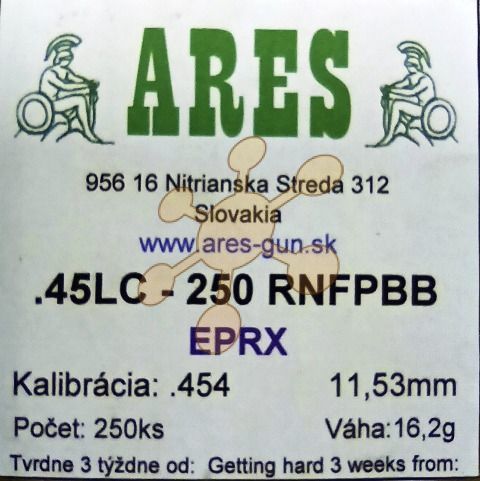 ARES
956 16 Nitrianska Streda 312
Slovakia
www.ares-gun.sk
.45LC - 250 RNFPBB
EPRX
Kalibrácia: .454 11,53mm
Počet: 250ks Váha:16,2g
Tvrdne 3 týždne od: Getting hard 3 weeks from: